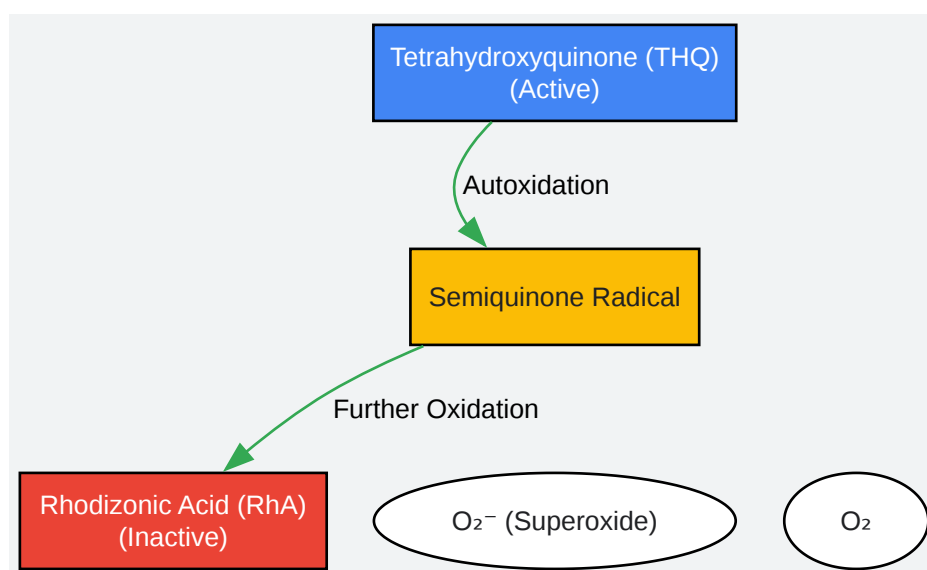 Tetrahydroxyquinone (THQ)
(Active)
Autoxidation
Semiquinone Radical
Further Oxidation
Rhodizonic Acid (RhA)
(Inactive)
O₂⁻ (Superoxide)
O₂